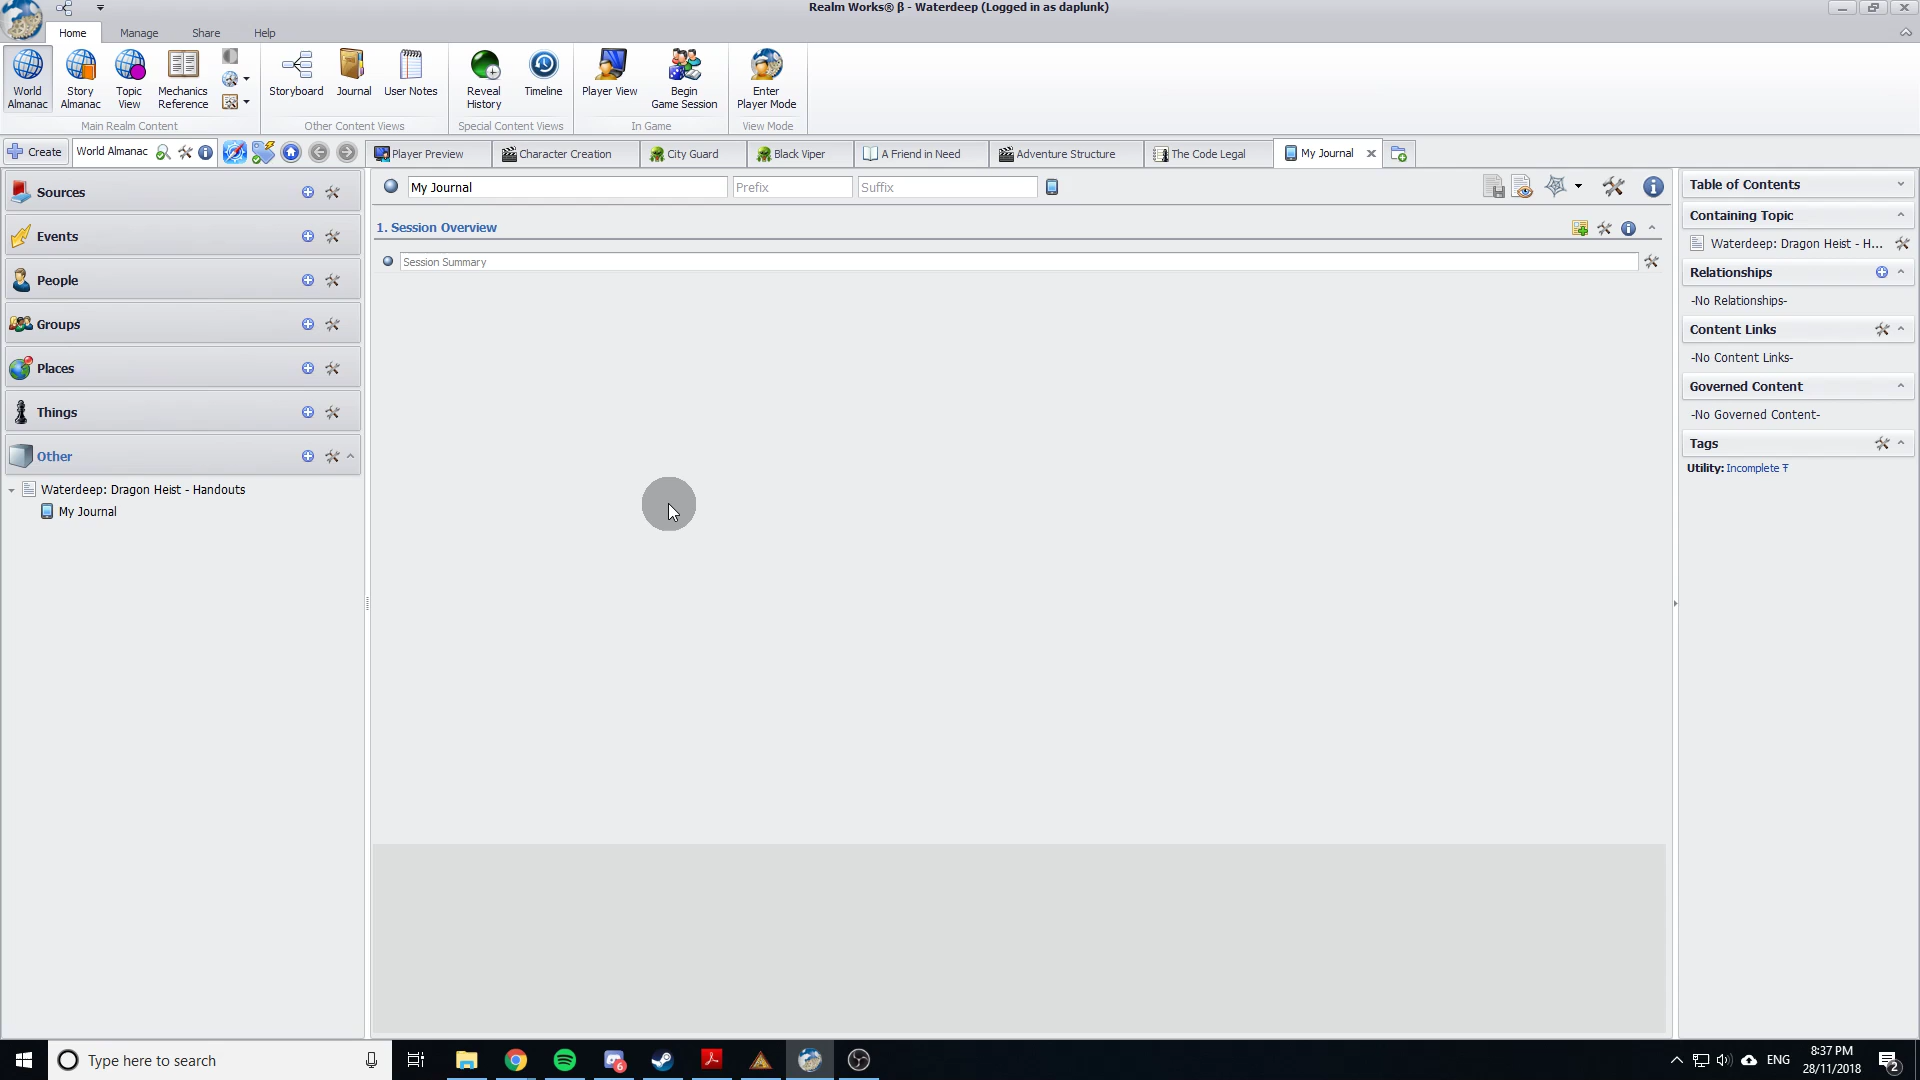 Realm Works® β - Waterdeep (Logged in as daplunk)
Home Manage Share Help
World Almanac
Story Almanac
Topic View
Mechanics Reference
Storyboard
Journal
User Notes
Reveal History
Timeline
Player View
Begin Game Session
Enter Player Mode
Main Realm Content
Other Content Views
Special Content Views
In Game
View Mode
Create
World Almanac
Player Preview
Character Creation
City Guard
Black Viper
A Friend in Need
Adventure Structure
The Code Legal
My Journal
Sources
Events
People
Groups
Places
Things
Other
Waterdeep: Dragon Heist - Handouts
My Journal
My Journal
Prefix
Suffix
1. Session Overview
Session Summary
Table of Contents
Containing Topic
Waterdeep: Dragon Heist - H...
Relationships
-No Relationships-
Content Links
-No Content Links-
Governed Content
-No Governed Content-
Tags
Utility: Incomplete
Type here to search
6
ENG
8:37 PM
28/11/2018
2